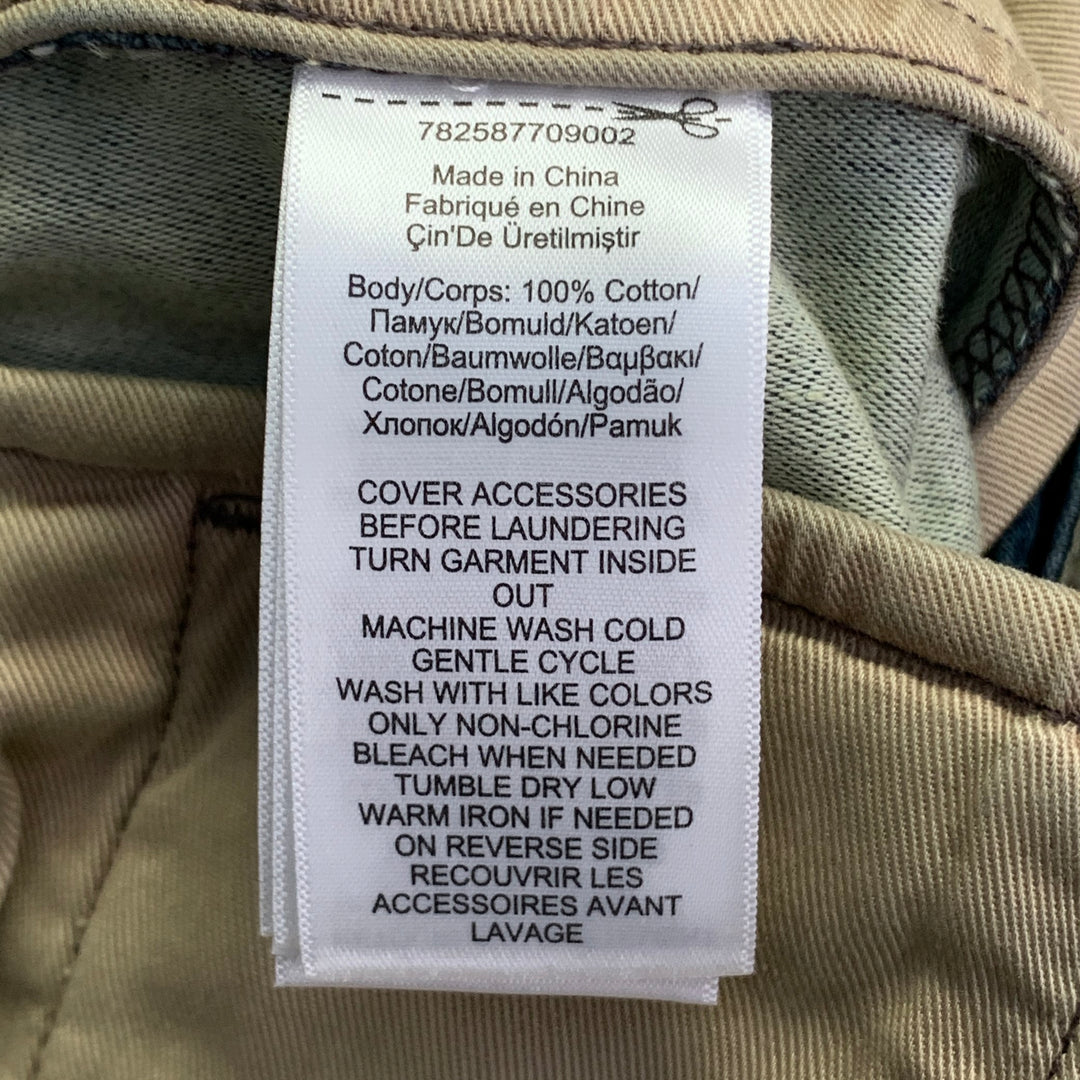 782587709002
Made in China
Fabriqué en Chine
Çin'De Üretilmiştir
Body/Corps: 100% Cotton/
Памук/Bomuld/Katoen/
Coton/Baumwolle/Βαμβακι/
Cotone/Bomull/Algodão/
Хлопок/Algodón/Pamuk
COVER ACCESSORIES
BEFORE LAUNDERING
TURN GARMENT INSIDE
OUT
MACHINE WASH COLD
GENTLE CYCLE
WASH WITH LIKE COLORS
ONLY NON-CHLORINE
BLEACH WHEN NEEDED
TUMBLE DRY LOW
WARM IRON IF NEEDED
ON REVERSE SIDE
RECOUVRIR LES
ACCESSOIRES AVANT
LAVAGE